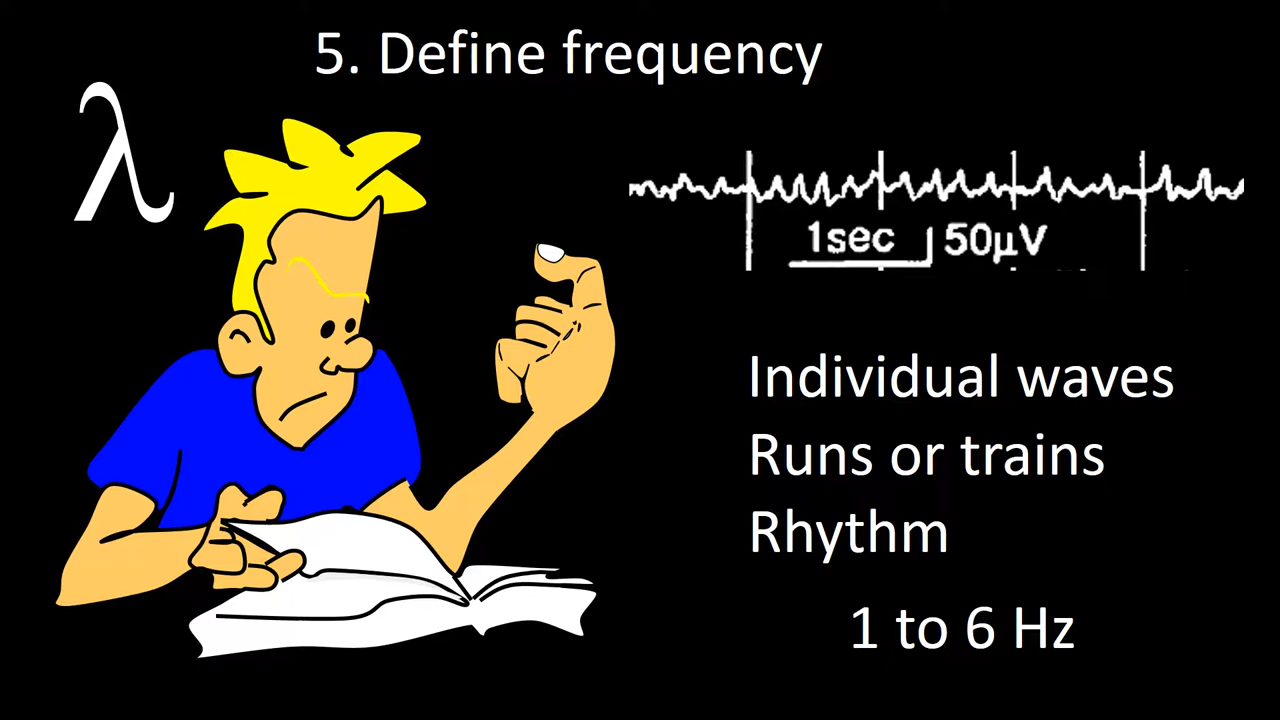 5. Define frequency
λ
1sec 50μV
Individual waves
Runs or trains
Rhythm
1 to 6 Hz